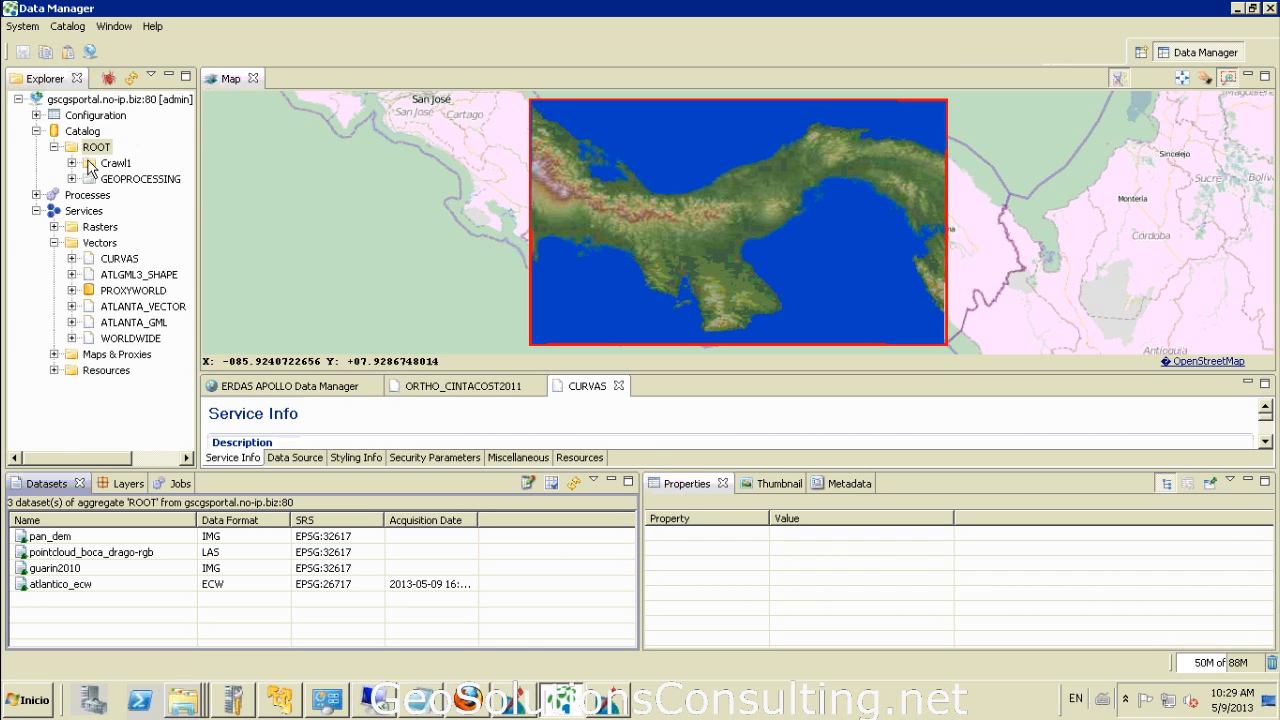 Data Manager
System Catalog Window Help
Data Manager
Explorer
gscgsportal.no-ip.biz:80 [admin]
Configuration
Catalog
ROOT
Crawl1
GEOPROCESSING
Processes
Services
Rasters
Vectors
CURVAS
ATLGML3_SHAPE
PROXYWORLD
ATLANTA_VECTOR
ATLANTA_GML
WORLDWIDE
Maps & Proxies
Resources
Map
San José
Cartago
Sincelejo
Sucre
Montería
Córdoba
Antioquia
X: -085.9240722656 Y: +07.9286748014
OpenStreetMap
ERDAS APOLLO Data Manager ORTHO_CINTACOST2011 CURVAS
Service Info
Description
Service Info Data Source Styling Info Security Parameters Miscellaneous Resources
Datasets Layers Jobs
3 dataset(s) of aggregate 'ROOT' from gscgsportal.no-ip.biz:80
Name Data Format SRS Acquisition Date
pan_dem IMG EPSG:32617
pointcloud_boca_drago-rgb LAS EPSG:32617
guarin2010 IMG EPSG:32617
atlantico_ecw ECW EPSG:26717 2013-05-09 16:...
Properties Thumbnail Metadata
Property Value
50M of 88M
Inicio
GeoSolutionsConsulting.net
EN
10:29 AM
5/9/2013